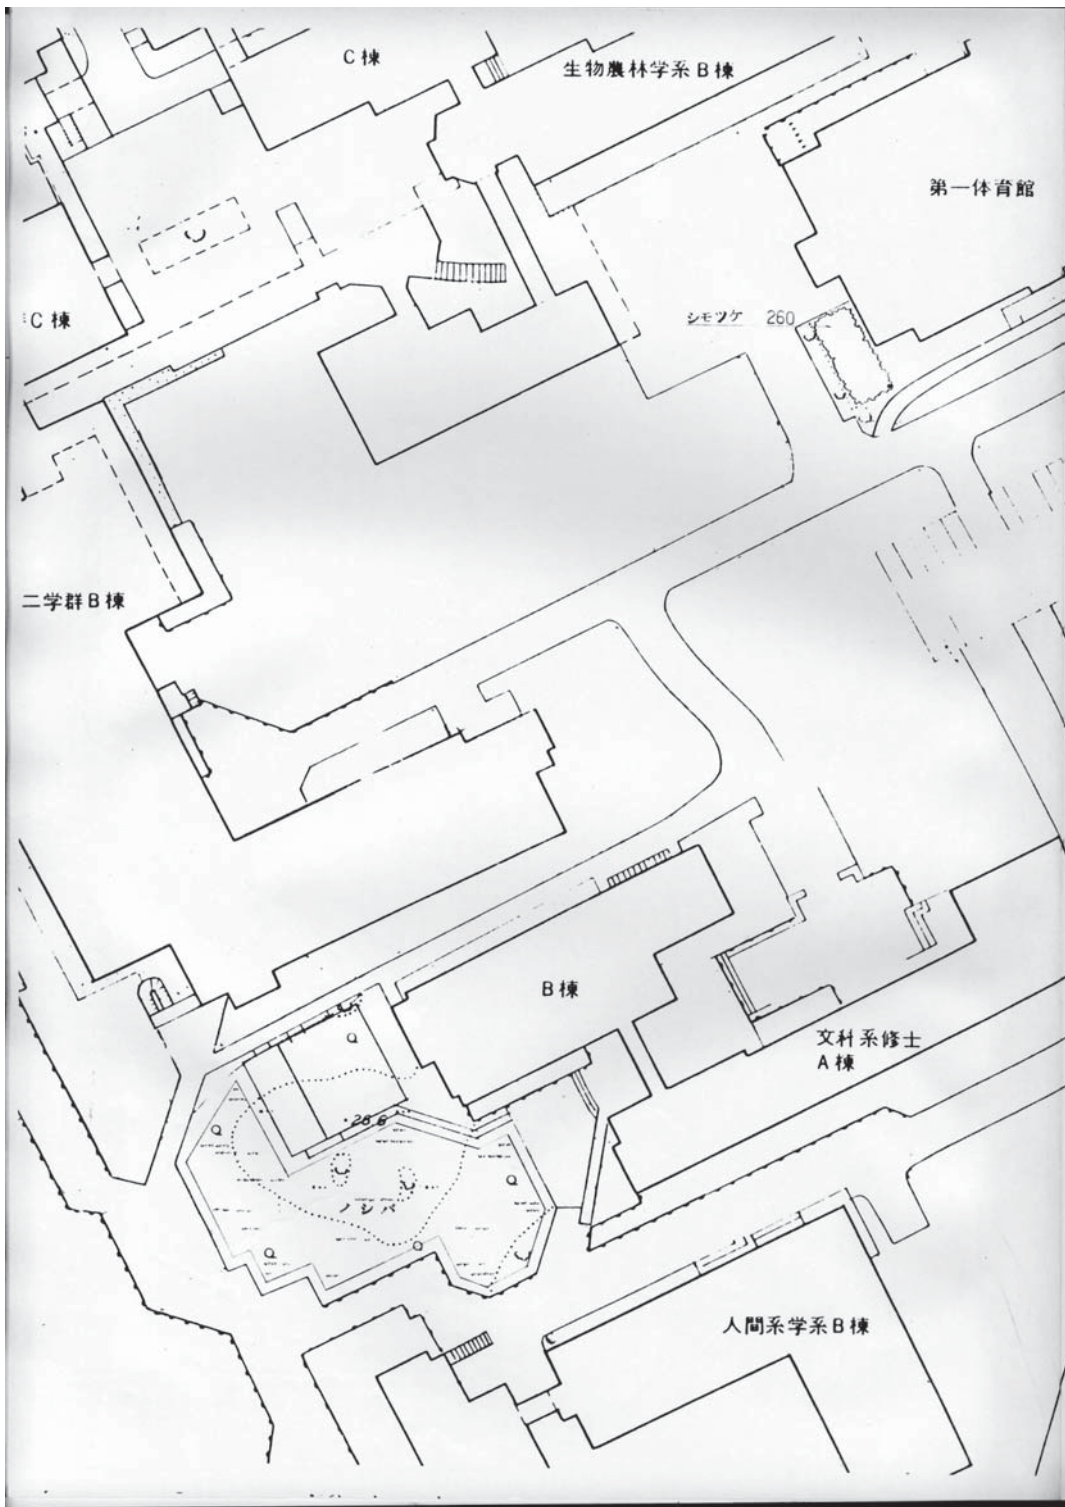 C棟
生物農林学系B棟
第一体育館
C棟
シモツケ 260
二学群B棟
B棟
文科系修士
A棟
28.6
ノシバ
人間系学系B棟